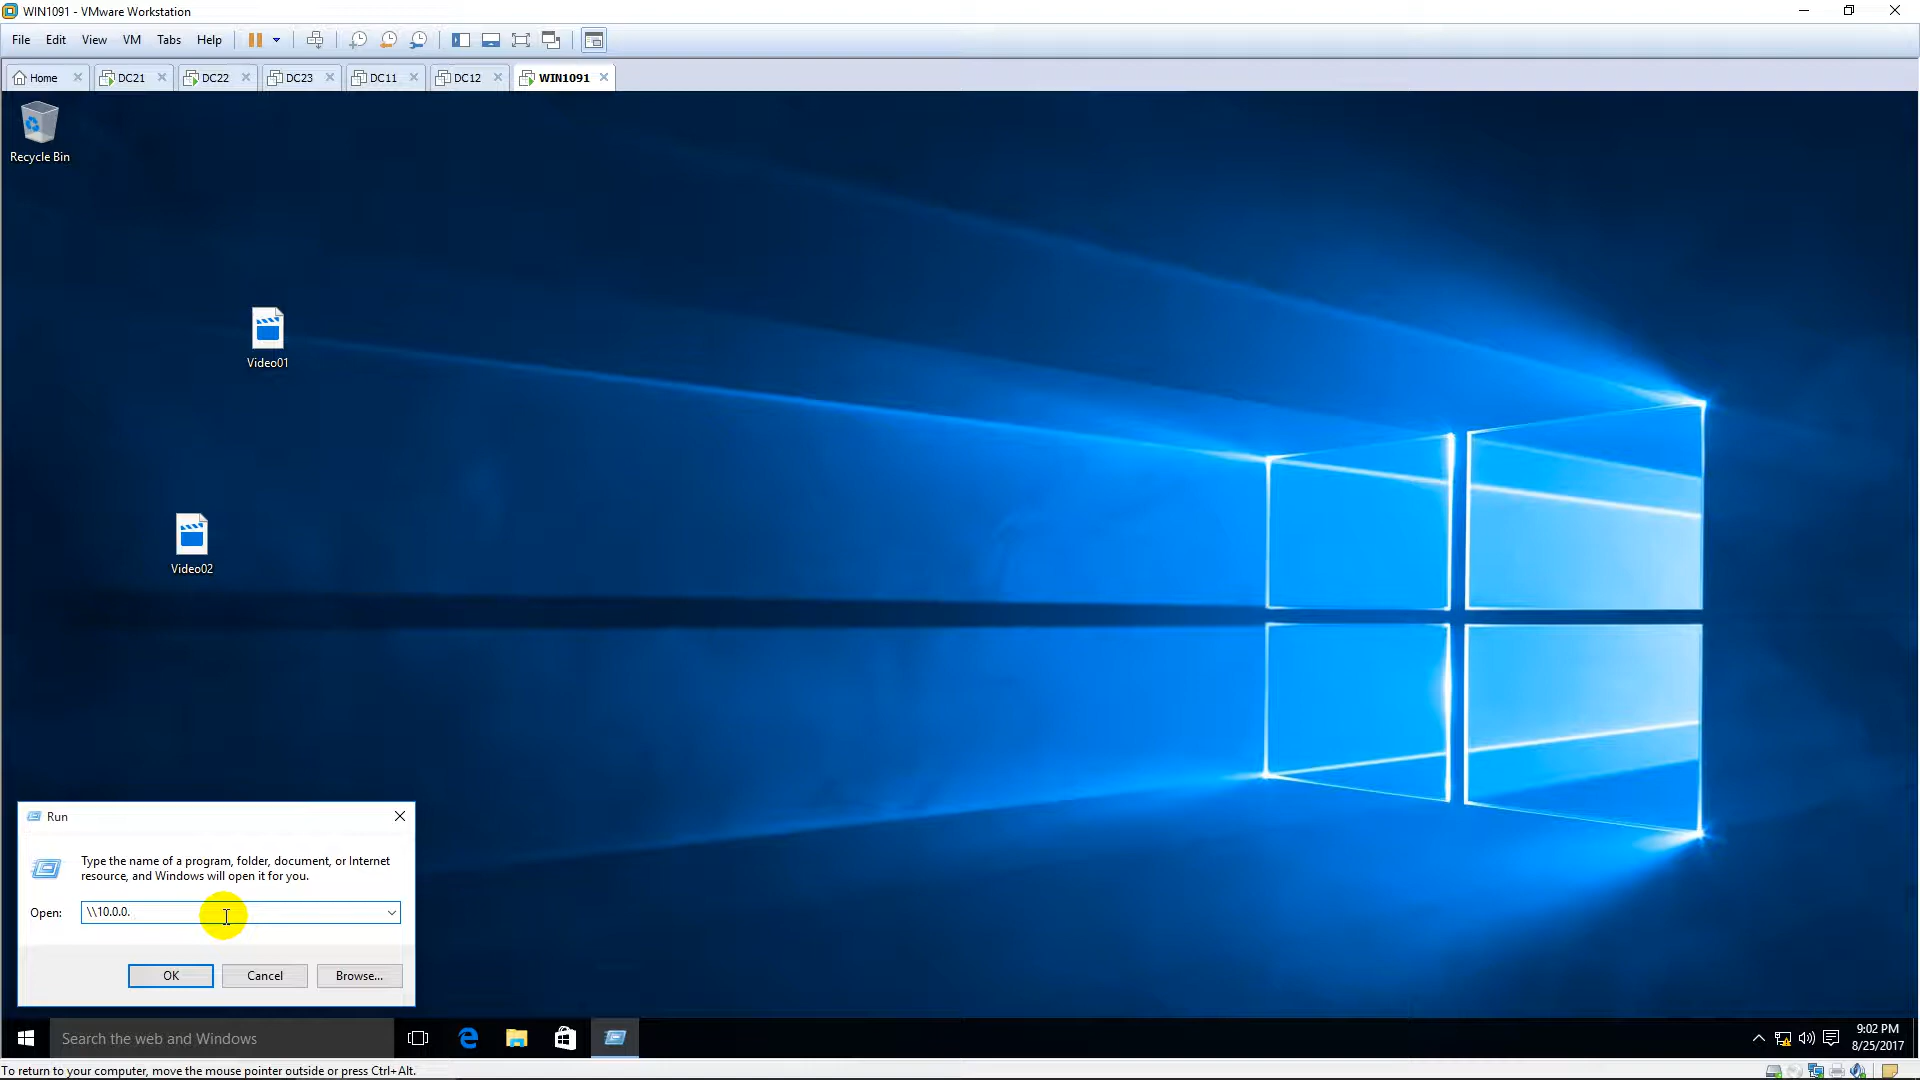 WIN1091 - VMware Workstation
File Edit View VM Tabs Help
Home DC21 DC22 DC23 DC11 DC12 WIN1091
Recycle Bin
Video01
Video02
Run
Type the name of a program, folder, document, or Internet
resource, and Windows will open it for you.
Open: \\10.0.0.
OK Cancel Browse...
Search the web and Windows
9:02 PM
8/25/2017
To return to your computer, move the mouse pointer outside or press Ctrl+Alt.